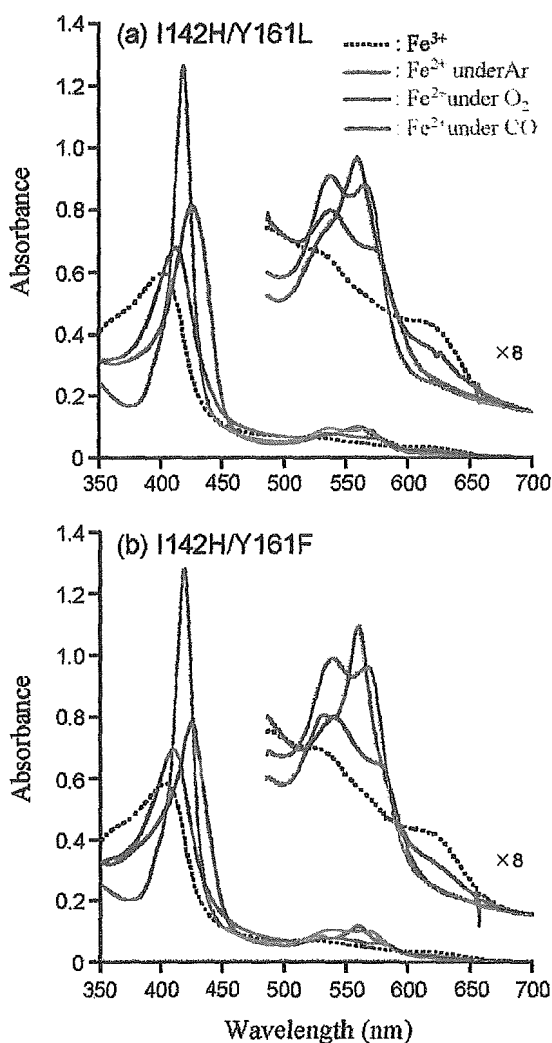 (a) I142H/Y161L
: Fe³⁺
: Fe²⁺ underAr
: Fe²⁺under O₂
: Fe²⁺under CO
1.4
1.2
1.0
0.8
0.6
0.4
0.2
0
Absorbance
×8
350 400 450 500 550 600 650 700
(b) I142H/Y161F
1.4
1.2
1.0
0.8
0.6
0.4
0.2
0
Absorbance
×8
350 400 450 500 550 600 650 700
Wavelength (nm)